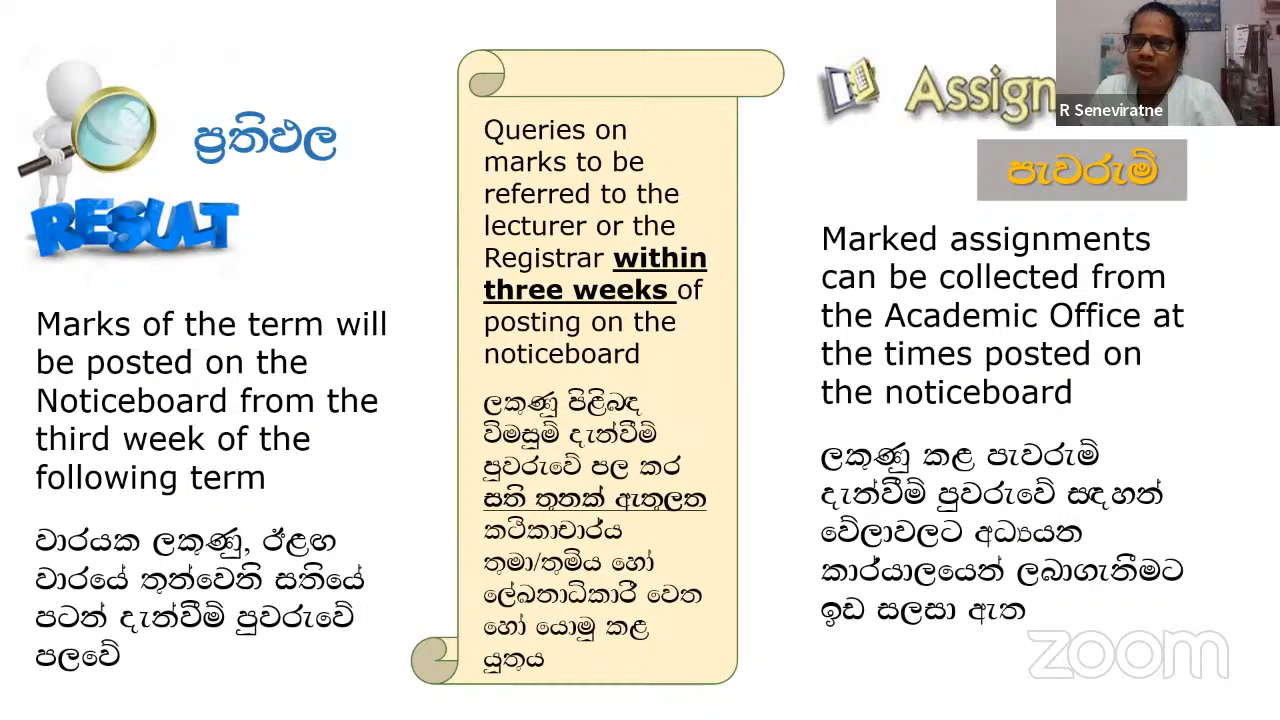 ප්‍රතිඵල
RESULT
Marks of the term will
be posted on the
Noticeboard from the
third week of the
following term
වාරයක ලකුණු, ඊළඟ
වාරයේ තුන්වෙනි සතියේ
පටන් දැන්වීම් පුවරුවේ
පලවේ
Queries on
marks to be
referred to the
lecturer or the
Registrar within
three weeks of
posting on the
noticeboard
ලකුණු පිළිබඳ
විමසුම් දැන්වීම්
පුවරුවේ පල කර
සති තුනක් ඇතුලත
කථිකාචාර්ය
තුමා/තුමිය හෝ
ලේඛනාධිකාරී වෙත
හෝ යොමු කළ
යුතුය
Assign
R Seneviratne
පැවරුම්
Marked assignments
can be collected from
the Academic Office at
the times posted on
the noticeboard
ලකුණු කළ පැවරුම්
දැන්වීම් පුවරුවේ සඳහන්
වේලාවලට අධ්‍යයන
කාර්යාලයෙන් ලබාගැනීමට
ඉඩ සලසා ඇත
zoom